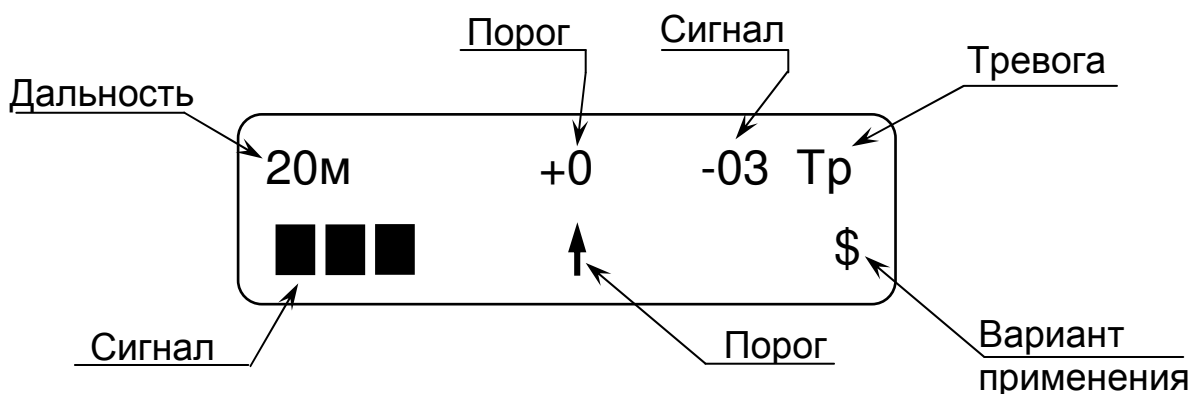 Порог
Сигнал
Тревога
Дальность
20м +0 -03 Тр
$
Сигнал
Порог
Вариант
применения